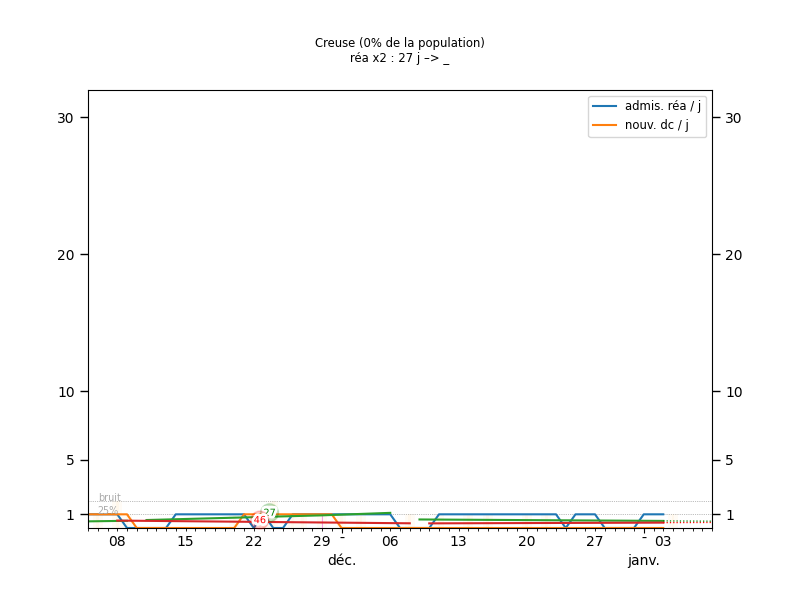 Creuse (0% de la population)
réa x2 : 27 j –> _
admis. réa / j
nouv. dc / j
30 30
20 20
10 10
5 5
bruit
25%
1 1
27
46
08 15 22 29 - 06 13 20 27 - 03
déc. janv.